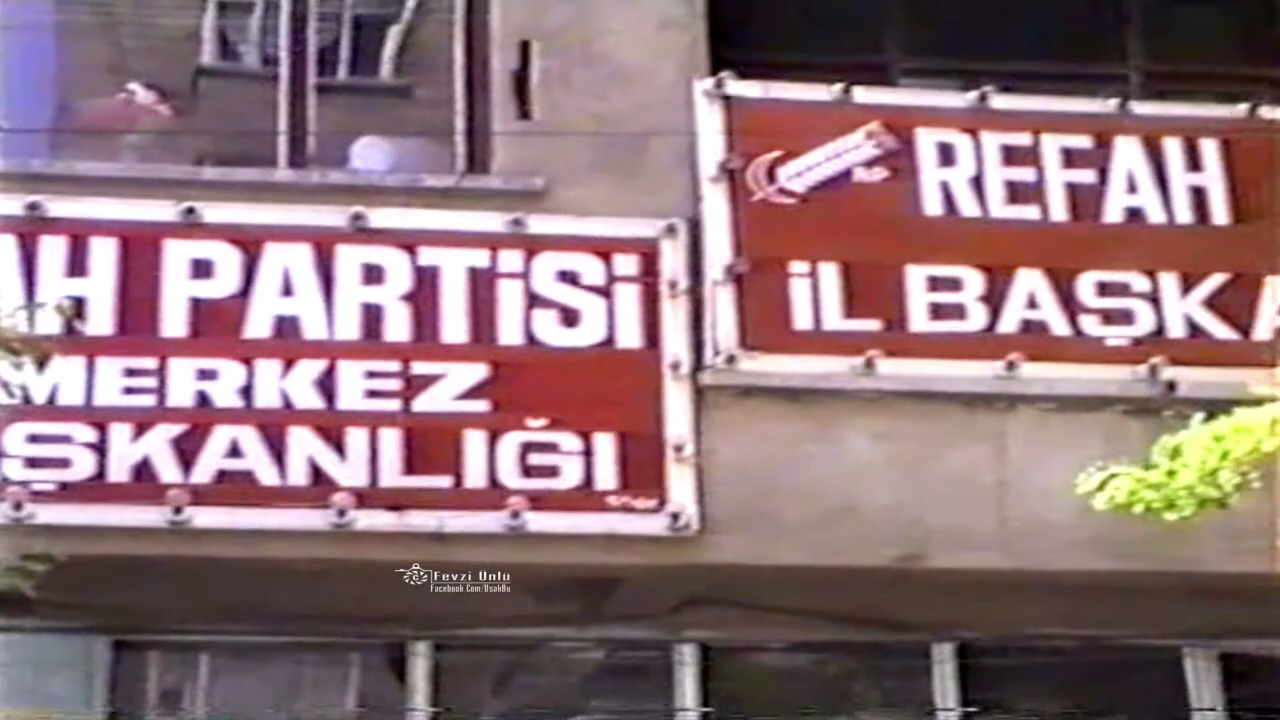 AH PARTİSİ
MERKEZ
ŞKANLIĞI
REFAH
İL BAŞKA
Fevzi Ünlü
Facebook.Com/UsakBu